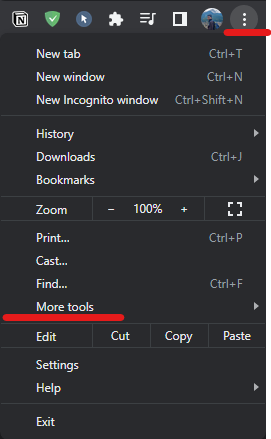 New tab Ctrl+T
New window Ctrl+N
New Incognito window Ctrl+Shift+N
History
Downloads Ctrl+J
Bookmarks
Zoom − 100% +
Print... Ctrl+P
Cast...
Find... Ctrl+F
More tools
Edit Cut Copy Paste
Settings
Help
Exit